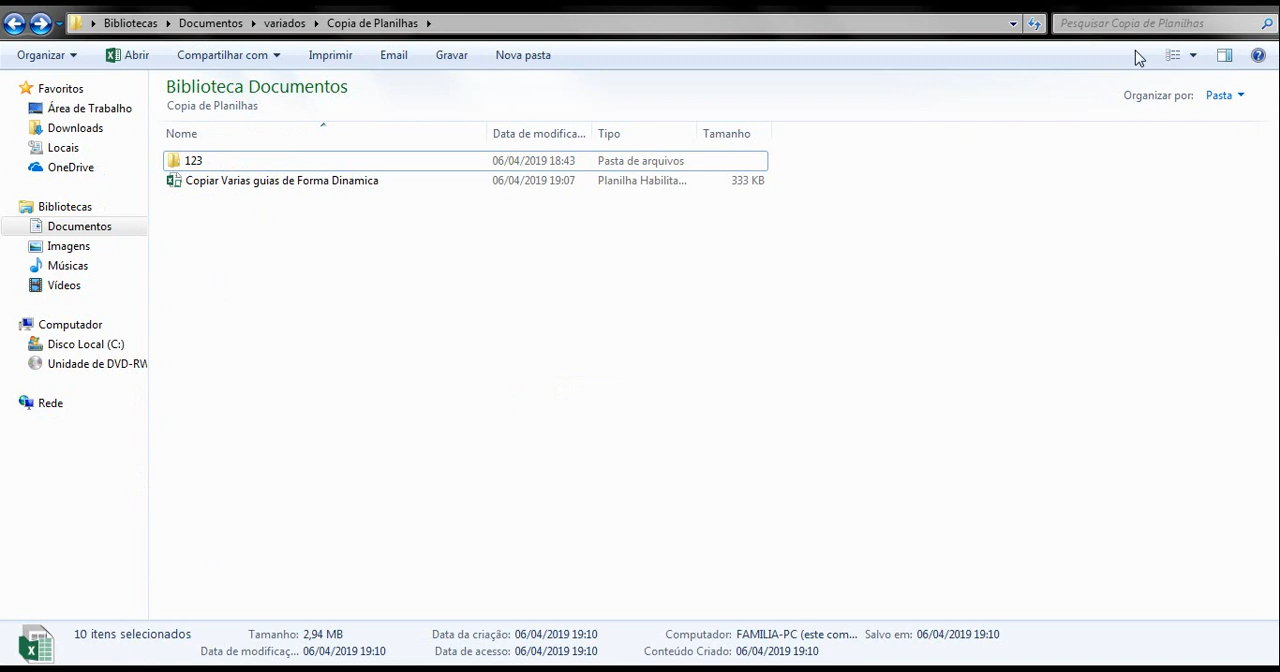 Bibliotecas Documentos variados Copia de Planilhas Pesquisar Copia de Planilhas
Organizar Abrir Compartilhar com Imprimir Email Gravar Nova pasta
Favoritos
Área de Trabalho
Downloads
Locais
OneDrive
Bibliotecas
Documentos
Imagens
Músicas
Vídeos
Computador
Disco Local (C:)
Unidade de DVD-RW
Rede
Biblioteca Documentos
Copia de Planilhas
Organizar por: Pasta
Nome Data de modifica... Tipo Tamanho
123 06/04/2019 18:43 Pasta de arquivos
Copiar Varias guias de Forma Dinamica 06/04/2019 19:07 Planilha Habilita... 333 KB
10 itens selecionados Tamanho: 2,94 MB Data da criação: 06/04/2019 19:10 Computador: FAMILIA-PC (este com... Salvo em: 06/04/2019 19:10
Data de modificaç... 06/04/2019 19:10 Data de acesso: 06/04/2019 19:10 Conteúdo Criado: 06/04/2019 19:10